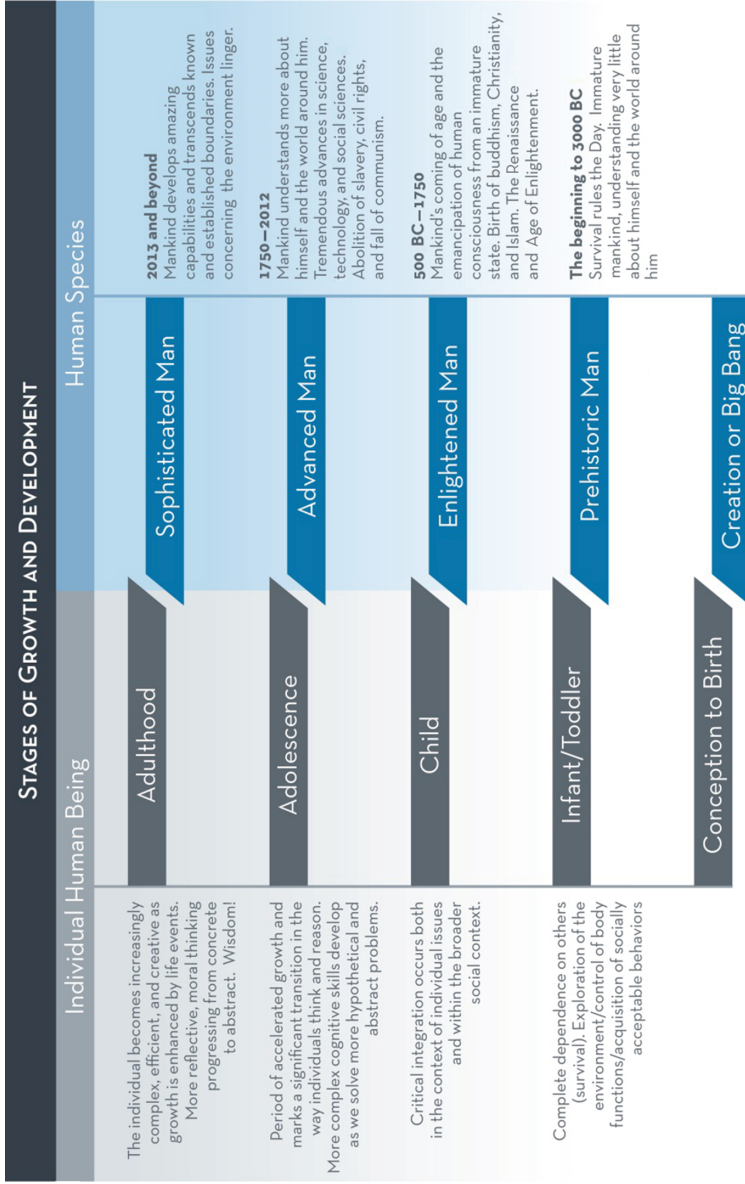 STAGES OF GROWTH AND DEVELOPMENT
Individual Human Being
Human Species
The individual becomes increasingly
complex, efficient, and creative as
growth is enhanced by life events.
More reflective, moral thinking
progressing from concrete
to abstract. Wisdom!
Adulthood
Sophisticated Man
2013 and beyond
Mankind develops amazing
capabilities and transcends known
and established boundaries. Issues
concerning the environment linger.
Period of accelerated growth and
marks a significant transition in the
way individuals think and reason.
More complex cognitive skills develop
as we solve more hypothetical and
abstract problems.
Adolescence
Advanced Man
1750–2012
Mankind understands more about
himself and the world around him.
Tremendous advances in science,
technology, and social sciences.
Abolition of slavery, civil rights,
and fall of communism.
Critical integration occurs both
in the context of individual issues
and within the broader
social context.
Child
Enlightened Man
500 BC–1750
Mankind's coming of age and the
emancipation of human
consciousness from an immature
state. Birth of buddhism, Christianity,
and Islam. The Renaissance
and Age of Enlightenment.
Complete dependence on others
(survival). Exploration of the
environment/control of body
functions/acquisition of socially
acceptable behaviors
Infant/Toddler
Prehistoric Man
The beginning to 3000 BC
Survival rules the Day. Immature
mankind, understanding very little
about himself and the world around
him
Conception to Birth
Creation or Big Bang